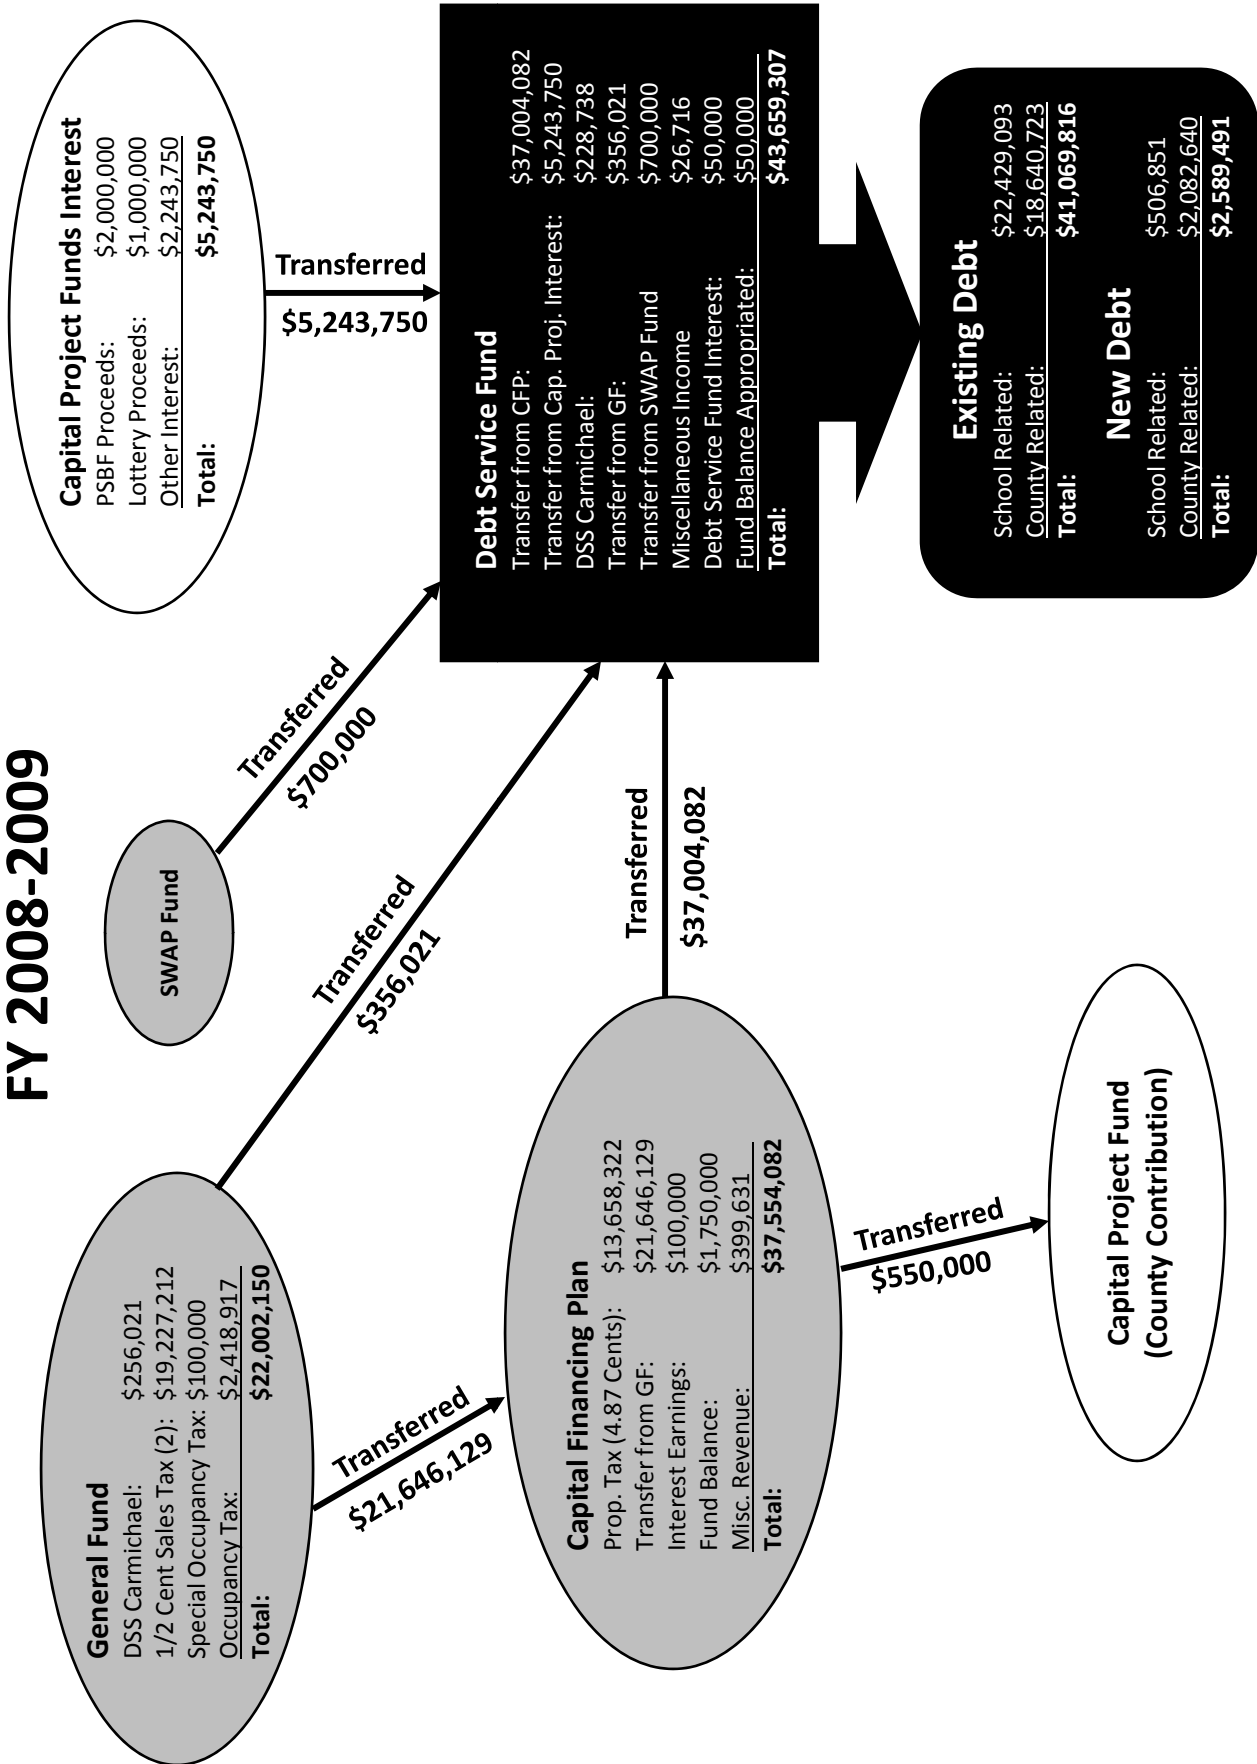 FY 2008-2009
General Fund
DSS Carmichael: $256,021
1/2 Cent Sales Tax (2): $19,227,212
Special Occupancy Tax: $100,000
Occupancy Tax: $2,418,917
Total: $22,002,150
SWAP Fund
Capital Project Funds Interest
PSBF Proceeds: $2,000,000
Lottery Proceeds: $1,000,000
Other Interest: $2,243,750
Total: $5,243,750
Transferred
$21,646,129
Transferred
$356,021
Transferred
$700,000
Transferred
$5,243,750
Capital Financing Plan
Prop. Tax (4.87 Cents): $13,658,322
Transfer from GF: $21,646,129
Interest Earnings: $100,000
Fund Balance: $1,750,000
Misc. Revenue: $399,631
Total: $37,554,082
Transferred
$37,004,082
Debt Service Fund
Transfer from CFP: $37,004,082
Transfer from Cap. Proj. Interest: $5,243,750
DSS Carmichael: $228,738
Transfer from GF: $356,021
Transfer from SWAP Fund $700,000
Miscellaneous Income $26,716
Debt Service Fund Interest: $50,000
Fund Balance Appropriated: $50,000
Total: $43,659,307
Transferred
$550,000
Capital Project Fund
(County Contribution)
Existing Debt
School Related: $22,429,093
County Related: $18,640,723
Total: $41,069,816
New Debt
School Related: $506,851
County Related: $2,082,640
Total: $2,589,491